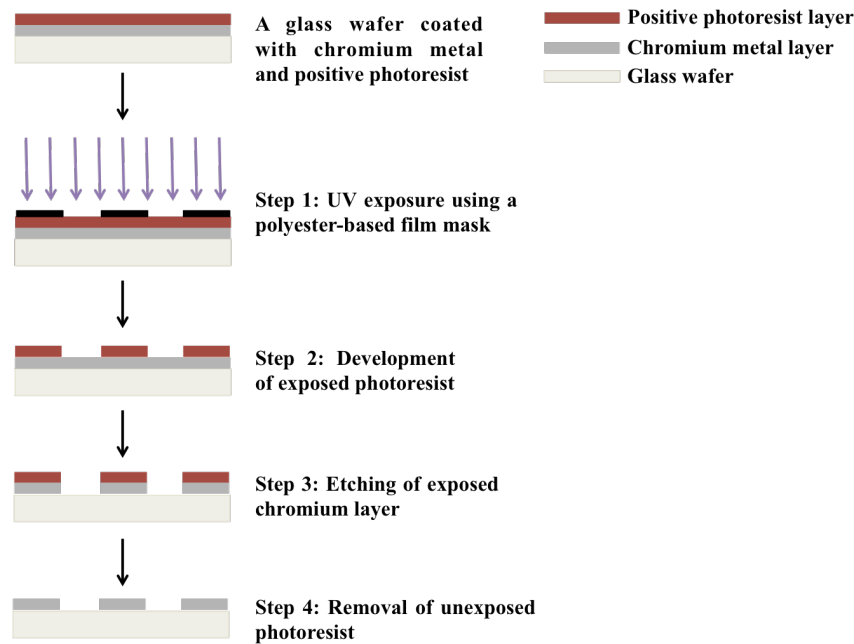 A glass wafer coated
with chromium metal
and positive photoresist
Positive photoresist layer
Chromium metal layer
Glass wafer
Step 1: UV exposure using a
polyester-based film mask
Step 2: Development
of exposed photoresist
Step 3: Etching of exposed
chromium layer
Step 4: Removal of unexposed
photoresist